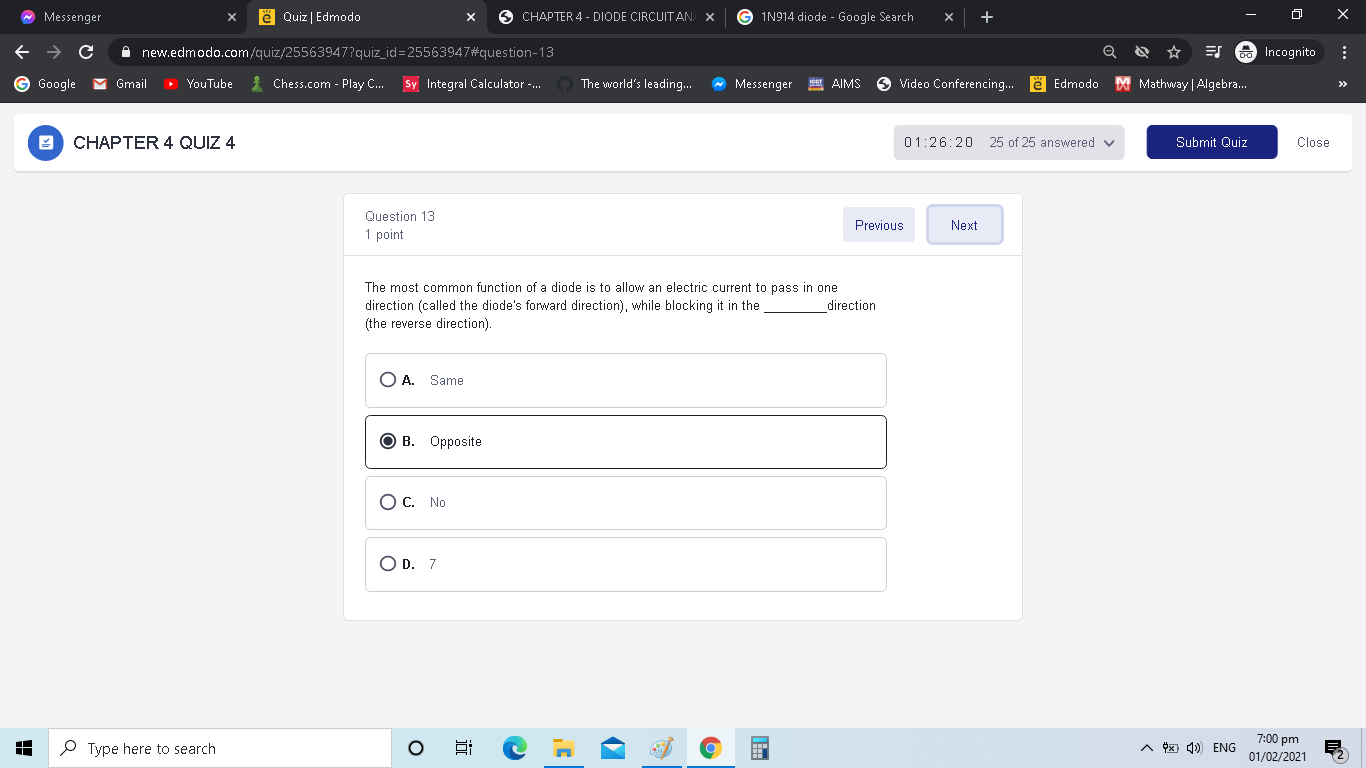 Messenger
Quiz | Edmodo
CHAPTER 4 - DIODE CIRCUIT ANA
1N914 diode - Google Search
new.edmodo.com/quiz/25563947?quiz_id=25563947#question-13
Incognito
Google
Gmail
YouTube
Chess.com - Play C...
Sy
Integral Calculator -...
The world's leading...
Messenger
AIMS
Video Conferencing...
Edmodo
Mathway | Algebra...
CHAPTER 4 QUIZ 4
01:26:20 25 of 25 answered
Submit Quiz
Close
Question 13
1 point
Previous
Next
The most common function of a diode is to allow an electric current to pass in one
direction (called the diode's forward direction), while blocking it in the _________direction
(the reverse direction).
A. Same
B. Opposite
C. No
D. 7
Type here to search
ENG
7:00 pm
01/02/2021
2